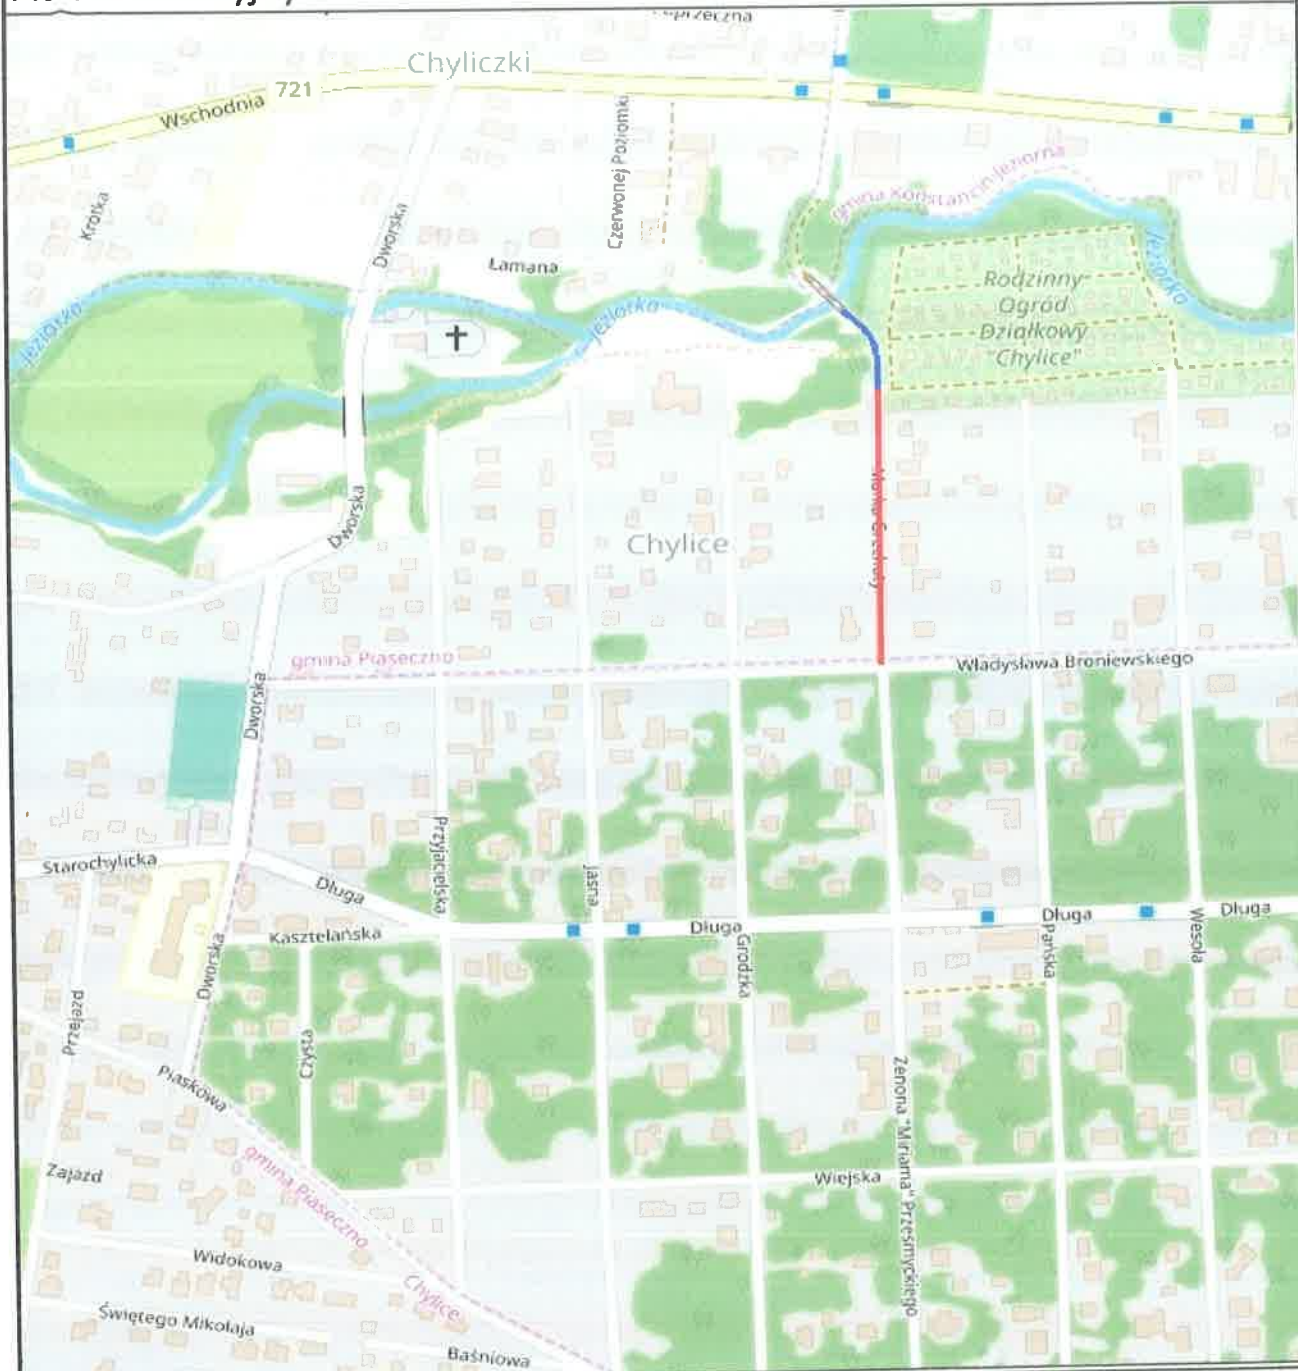 Chyliczki
721
Wschodnia
Krótka
Dworska
Czerwonej Poziomki
Łamana
gmina Konstancin-Jeziorna
Jeziorka
Jeziorka
Jeziorka
Rodzinny
Ogród
Działkowy
"Chylice"
Dworska
Chylice
gmina Piaseczno
Władysława Broniewskiego
Dworska
Starochylicka
Długa
Przyjacielska
Jasna
Kasztelańska
Długa
Długa
Długa
Grodzka
Pańska
Wesoła
Dworska
Przejazd
Czysta
Piaskowa
Zenona "Miriama" Przesmyckiego
gmina Piaseczno
Zajazd
Wiejska
Widokowa
Chylice
Świętego Mikołaja
Baśniowa